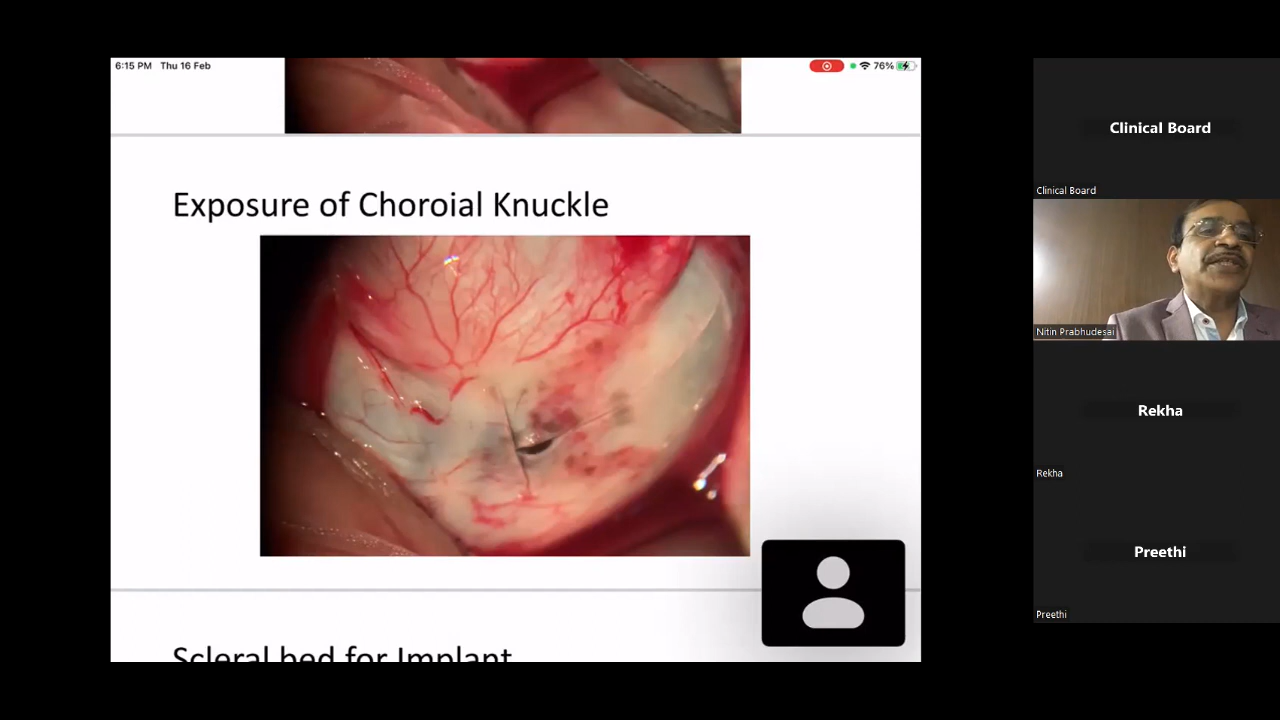 6:15 PM Thu 16 Feb
76%
Exposure of Choroial Knuckle
Scleral bed for Implant
Clinical Board
Clinical Board
Nitin Prabhudesai
Rekha
Rekha
Preethi
Preethi